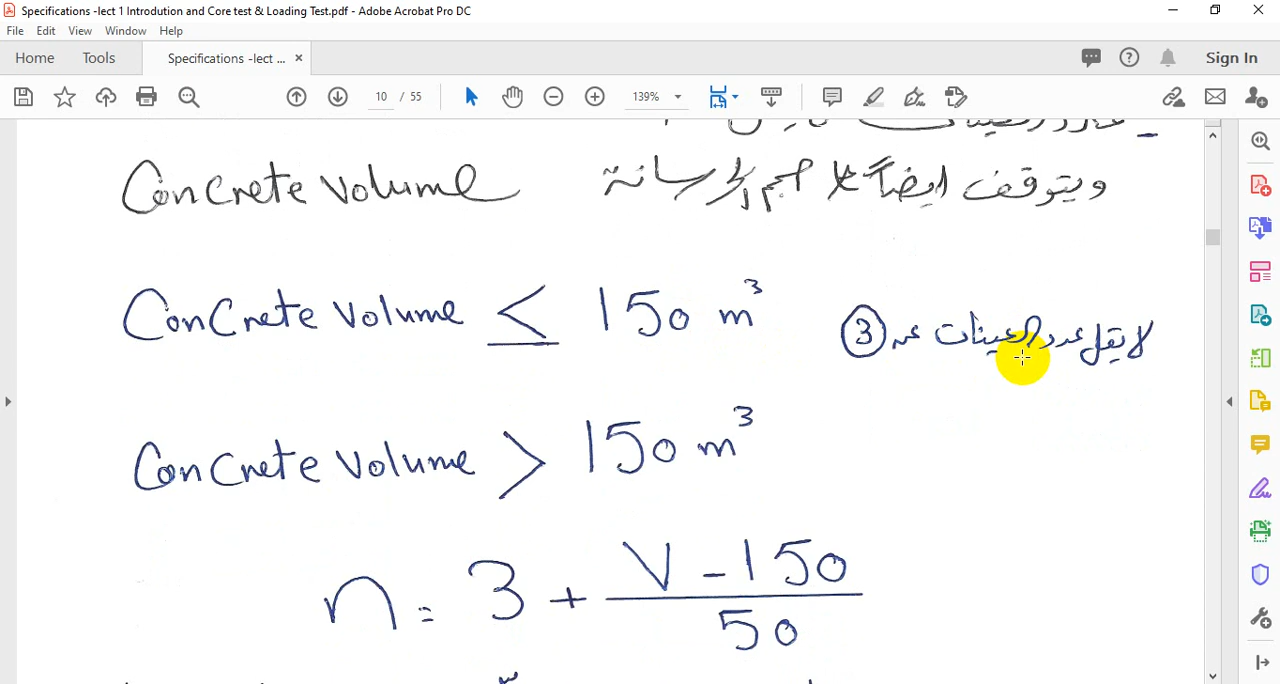 Specifications -lect 1 Introdution and Core test & Loading Test.pdf - Adobe Acrobat Pro DC
File Edit View Window Help
Home Tools Specifications -lect ... × Sign In
10 / 55 139%
Concrete Volume ويتوقف ايضاً علا حجم الخرسانة
Concrete Volume ≤ 150 m³ لا يقل عدد العينات عن 3
Concrete Volume > 150 m³
n = 3 + (V - 150) / 50